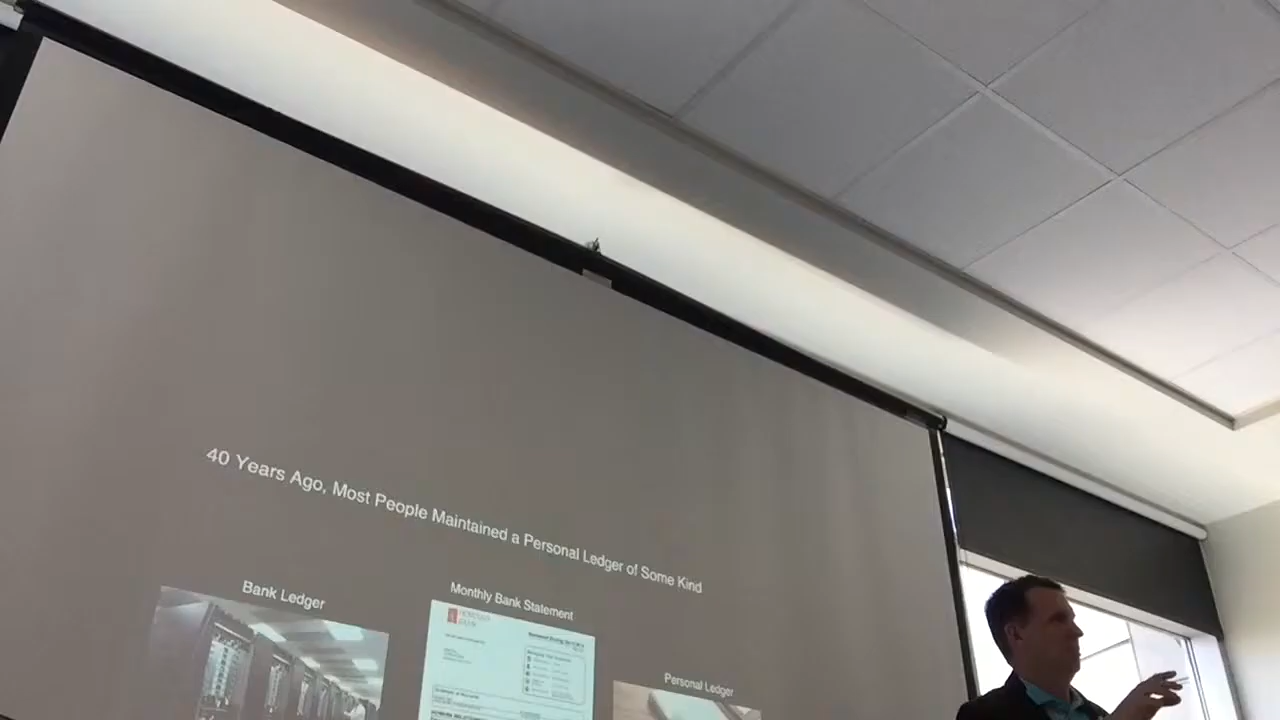 40 Years Ago, Most People Maintained a Personal Ledger of Some Kind
Bank Ledger
Monthly Bank Statement
Personal Ledger